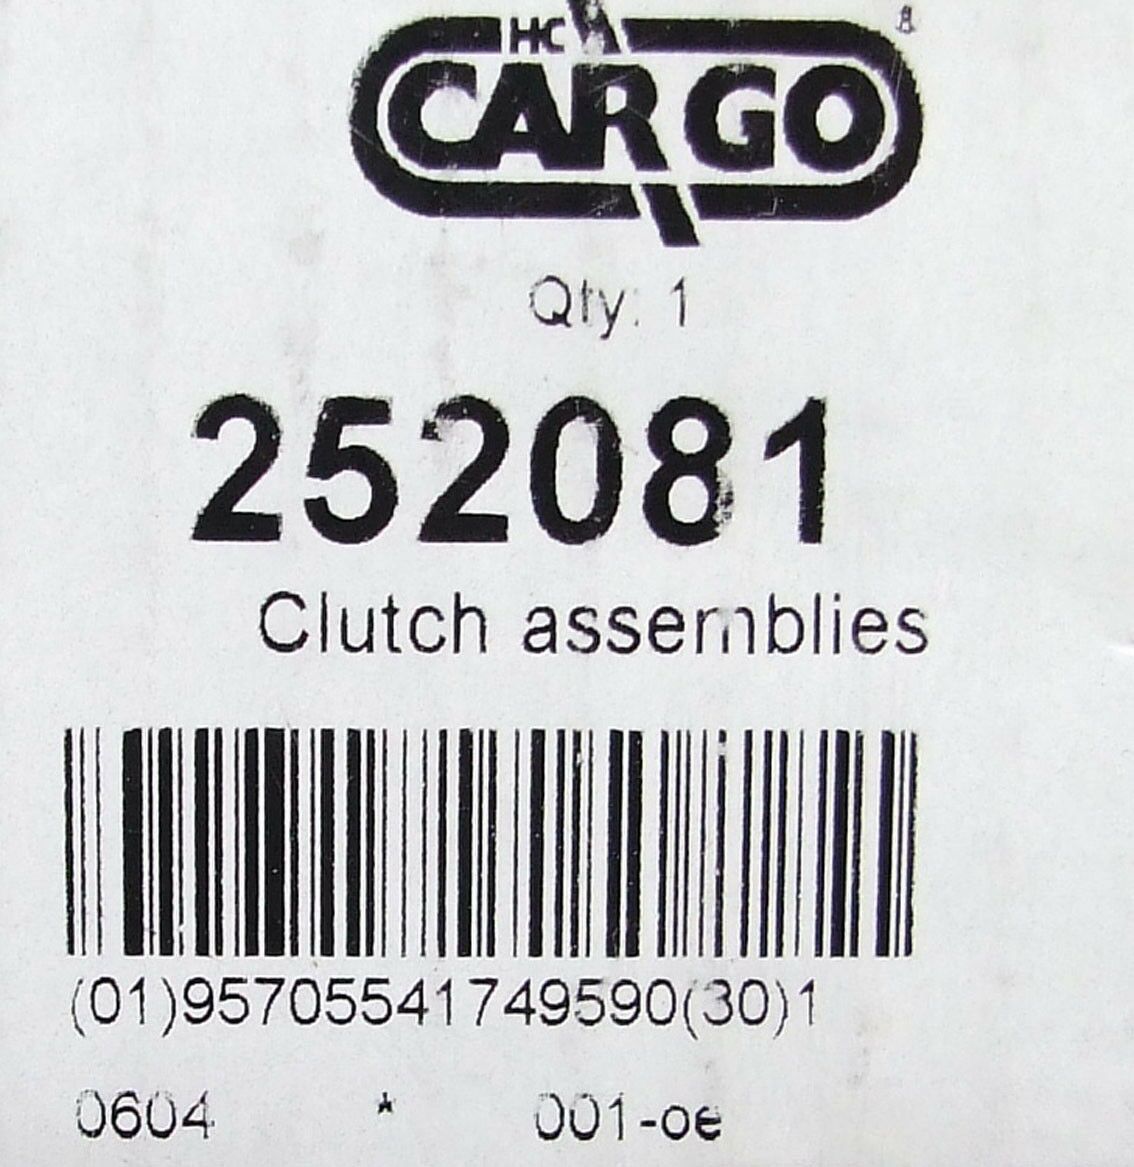 HC
CARGO
Qty: 1
252081
Clutch assemblies
(01)95705541749590(30)1
0604 * 001-oe